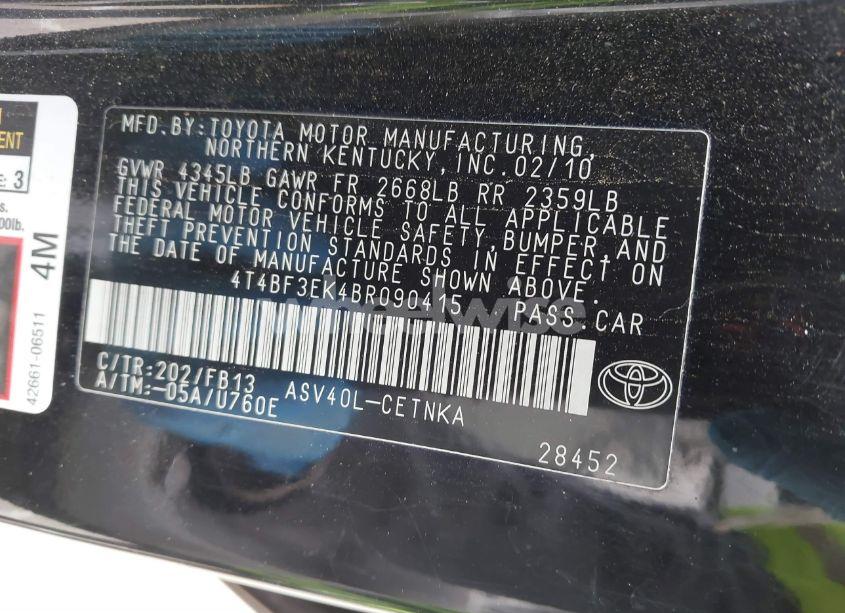 MFD.BY:TOYOTA MOTOR MANUFACTURING,
NORTHERN KENTUCKY,INC.02/10
GVWR 4345LB GAWR FR 2668LB RR 2359LB
THIS VEHICLE CONFORMS TO ALL APPLICABLE
FEDERAL MOTOR VEHICLE SAFETY,BUMPER,AND
THEFT PREVENTION STANDARDS IN EFFECT ON
THE DATE OF MANUFACTURE SHOWN ABOVE.
4T4BF3EK4BR090415 PASS CAR
C/TR:202/FB13 ASV40L-CETNKA
A/TM:-05A/U760E
28452
4M
42661-06511
wheelwise
3